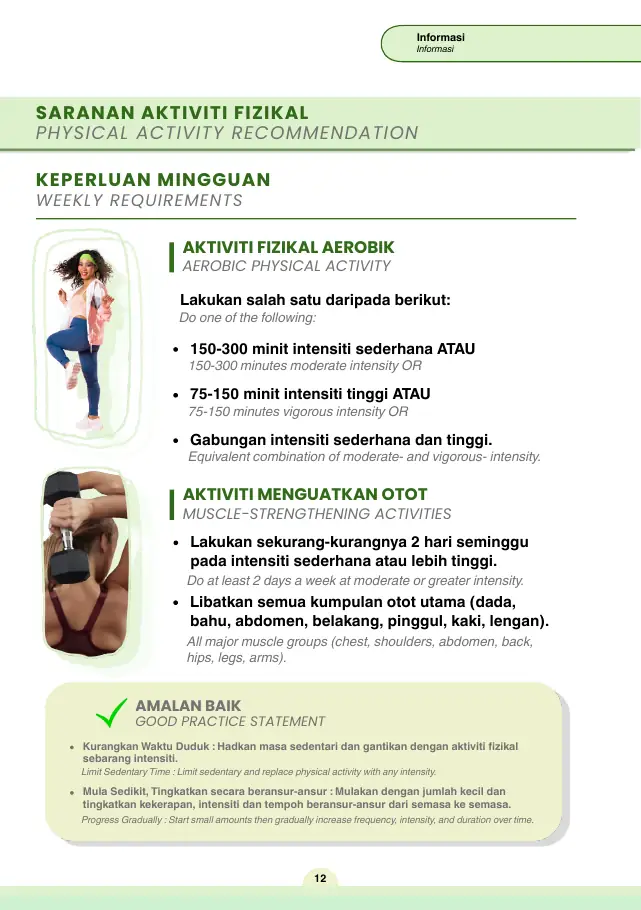 Informasi
Informasi
SARANAN AKTIVITI FIZIKAL
PHYSICAL ACTIVITY RECOMMENDATION
KEPERLUAN MINGGUAN
WEEKLY REQUIREMENTS
AKTIVITI FIZIKAL AEROBIK
AEROBIC PHYSICAL ACTIVITY
Lakukan salah satu daripada berikut:
Do one of the following:
• 150-300 minit intensiti sederhana ATAU
150-300 minutes moderate intensity OR
• 75-150 minit intensiti tinggi ATAU
75-150 minutes vigorous intensity OR
• Gabungan intensiti sederhana dan tinggi.
Equivalent combination of moderate- and vigorous- intensity.
AKTIVITI MENGUATKAN OTOT
MUSCLE-STRENGTHENING ACTIVITIES
• Lakukan sekurang-kurangnya 2 hari seminggu
pada intensiti sederhana atau lebih tinggi.
Do at least 2 days a week at moderate or greater intensity.
• Libatkan semua kumpulan otot utama (dada,
bahu, abdomen, belakang, pinggul, kaki, lengan).
All major muscle groups (chest, shoulders, abdomen, back,
hips, legs, arms).
AMALAN BAIK
GOOD PRACTICE STATEMENT
• Kurangkan Waktu Duduk : Hadkan masa sedentari dan gantikan dengan aktiviti fizikal
sebarang intensiti.
Limit Sedentary Time : Limit sedentary and replace physical activity with any intensity.
• Mula Sedikit, Tingkatkan secara beransur-ansur : Mulakan dengan jumlah kecil dan
tingkatkan kekerapan, intensiti dan tempoh beransur-ansur dari semasa ke semasa.
Progress Gradually : Start small amounts then gradually increase frequency, intensity, and duration over time.
12